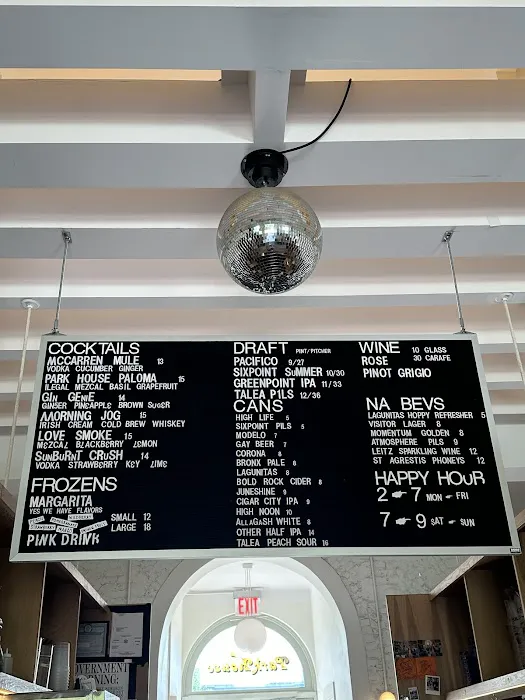 COCKTAILS
MCCARREN MULE 13
VODKA CUCUMBER GINGER
PARK HOUSE PALOMA 15
ILEGAL MEZCAL BASIL GRAPEFRUIT
GIN GENIE 14
GINGER PINEAPPLE BROWN SUGER
MORNING JOG 15
IRISH CREAM COLD BREW WHISKEY
LOVE SMOKE 15
MEZCAL BLACKBERRY LEMON
SUNBURNT CRUSH 14
VODKA STRAWBERRY KEY LIME
FROZENS
MARGARITA
YES WE HAVE FLAVORS
SMALL 12
LARGE 18
PINK DRINK
DRAFT PINT/PITCHER
PACIFICO 9/27
SIXPOINT SUMMER 10/30
GREENPOINT IPA 11/33
TALEA PILS 12/36
CANS
HIGH LIFE 5
SIXPOINT PILS 5
MODELO 7
GAY BEER 7
CORONA 8
BRONX PALE 8
LAGUNITAS 8
BOLD ROCK CIDER 8
JUNESHINE 9
CIGAR CITY IPA 9
HIGH NOON 10
ALLAGASH WHITE 8
OTHER HALF IPA 14
TALEA PEACH SOUR 16
WINE 10 GLASS
30 CARAFE
ROSE
PINOT GRIGIO
NA BEVS
LAGUNITAS HOPPY REFRESHER 5
VISITOR LAGER 8
MOMENTUM GOLDEN 8
ATMOSPHERE PILS 9
LEITZ SPARKLING WINE 12
ST AGRESTIS PHONEYS 12
HAPPY HOUR
2 7 MON FRI
7 9 SAT SUN
EXIT
GOVERNMENT
WARNING: